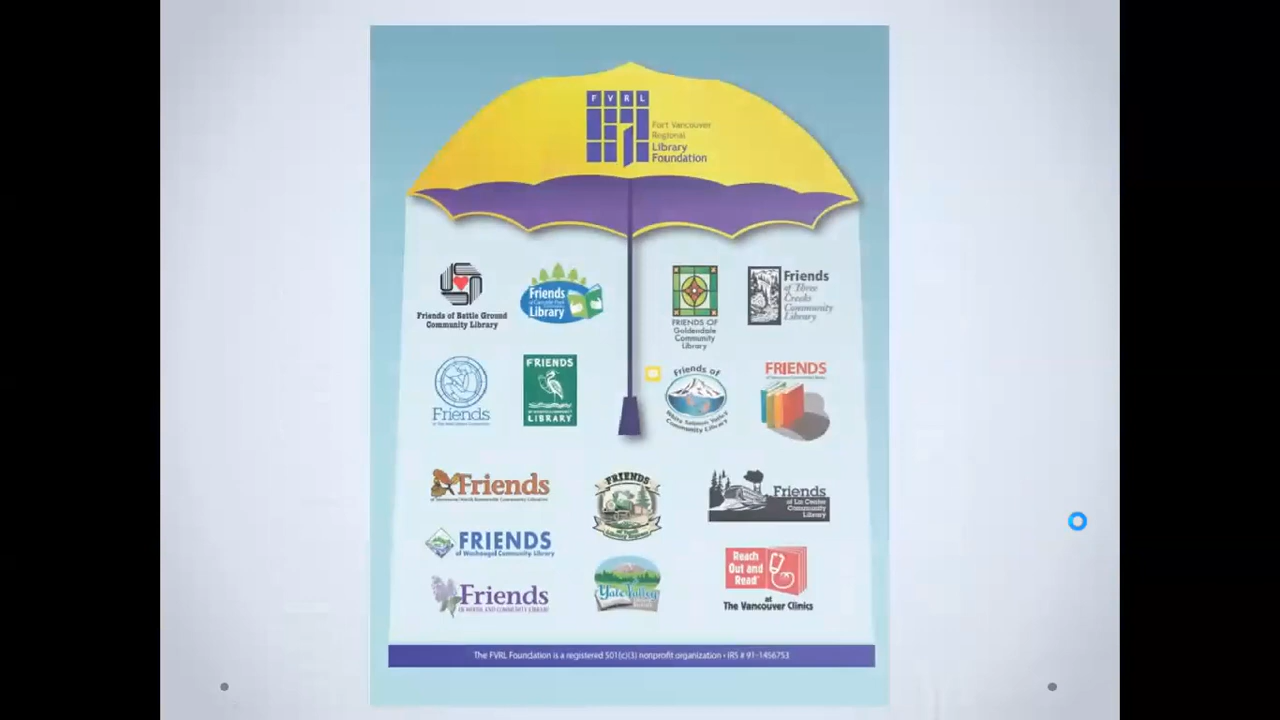 F V R L
Fort Vancouver
Regional
Library
Foundation
Friends of Battle Ground
Community Library
Friends
Library
FRIENDS OF
Goldendale
Community
Library
Friends
of Three
Creeks
Community
Library
Friends
FRIENDS
LIBRARY
Friends of
White Salmon Valley
Community Library
FRIENDS
Friends
FRIENDS
Friends
Community
Library
FRIENDS
of Washougal Community Library
Yale Valley
Friends
OF WOODLAND COMMUNITY LIBRARY
Reach
Out and
Read
at
The Vancouver Clinics
The FVRL Foundation is a registered 501(c)(3) nonprofit organization • IRS # 91-1456753